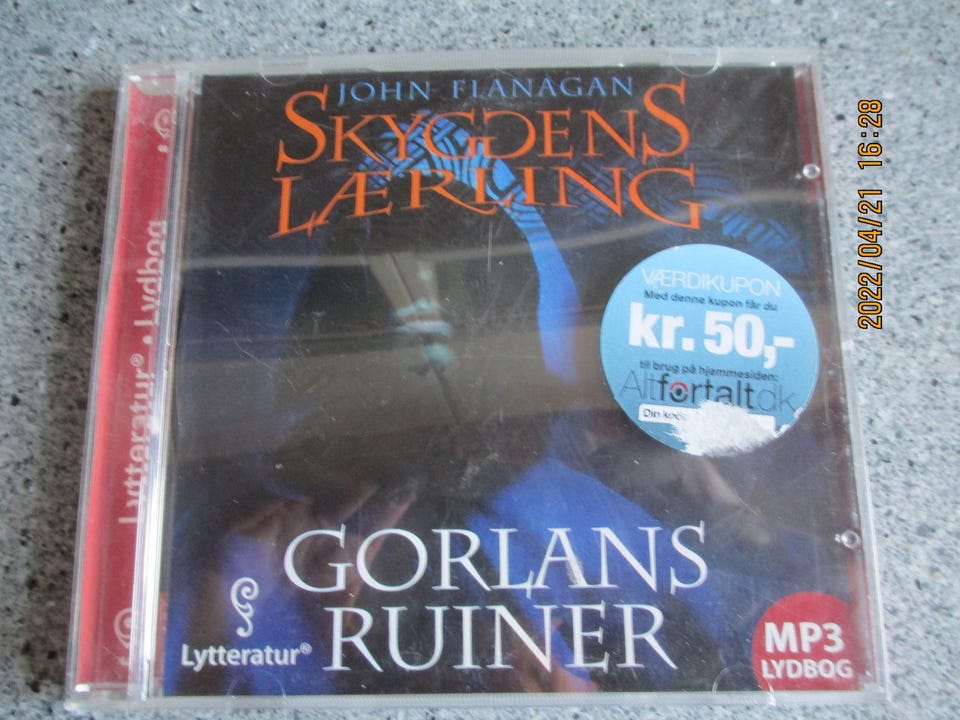 JOHN FLANAGAN
SKYGGENS
LÆRLING
VÆRDIKUPON
Med denne kupon får du
kr. 50,-
til brug på hjemmesiden:
Altfortalt.dk
Din
GORLANS
RUINER
Lytteratur®
MP3
LYDBOG
Lytteratur® • Lydbog
2022/04/21 16:28